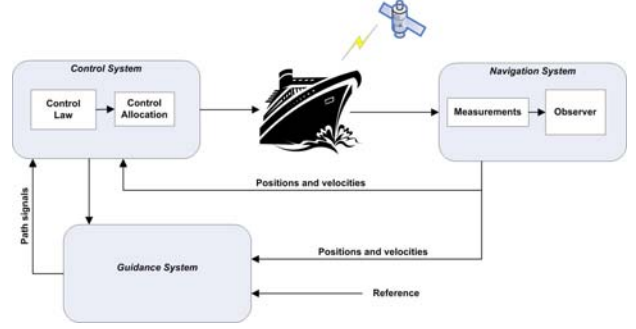 Control System
Control
Law
Control
Allocation
Navigation System
Measurements
Observer
Positions and velocities
Path signals
Positions and velocities
Guidance System
Reference